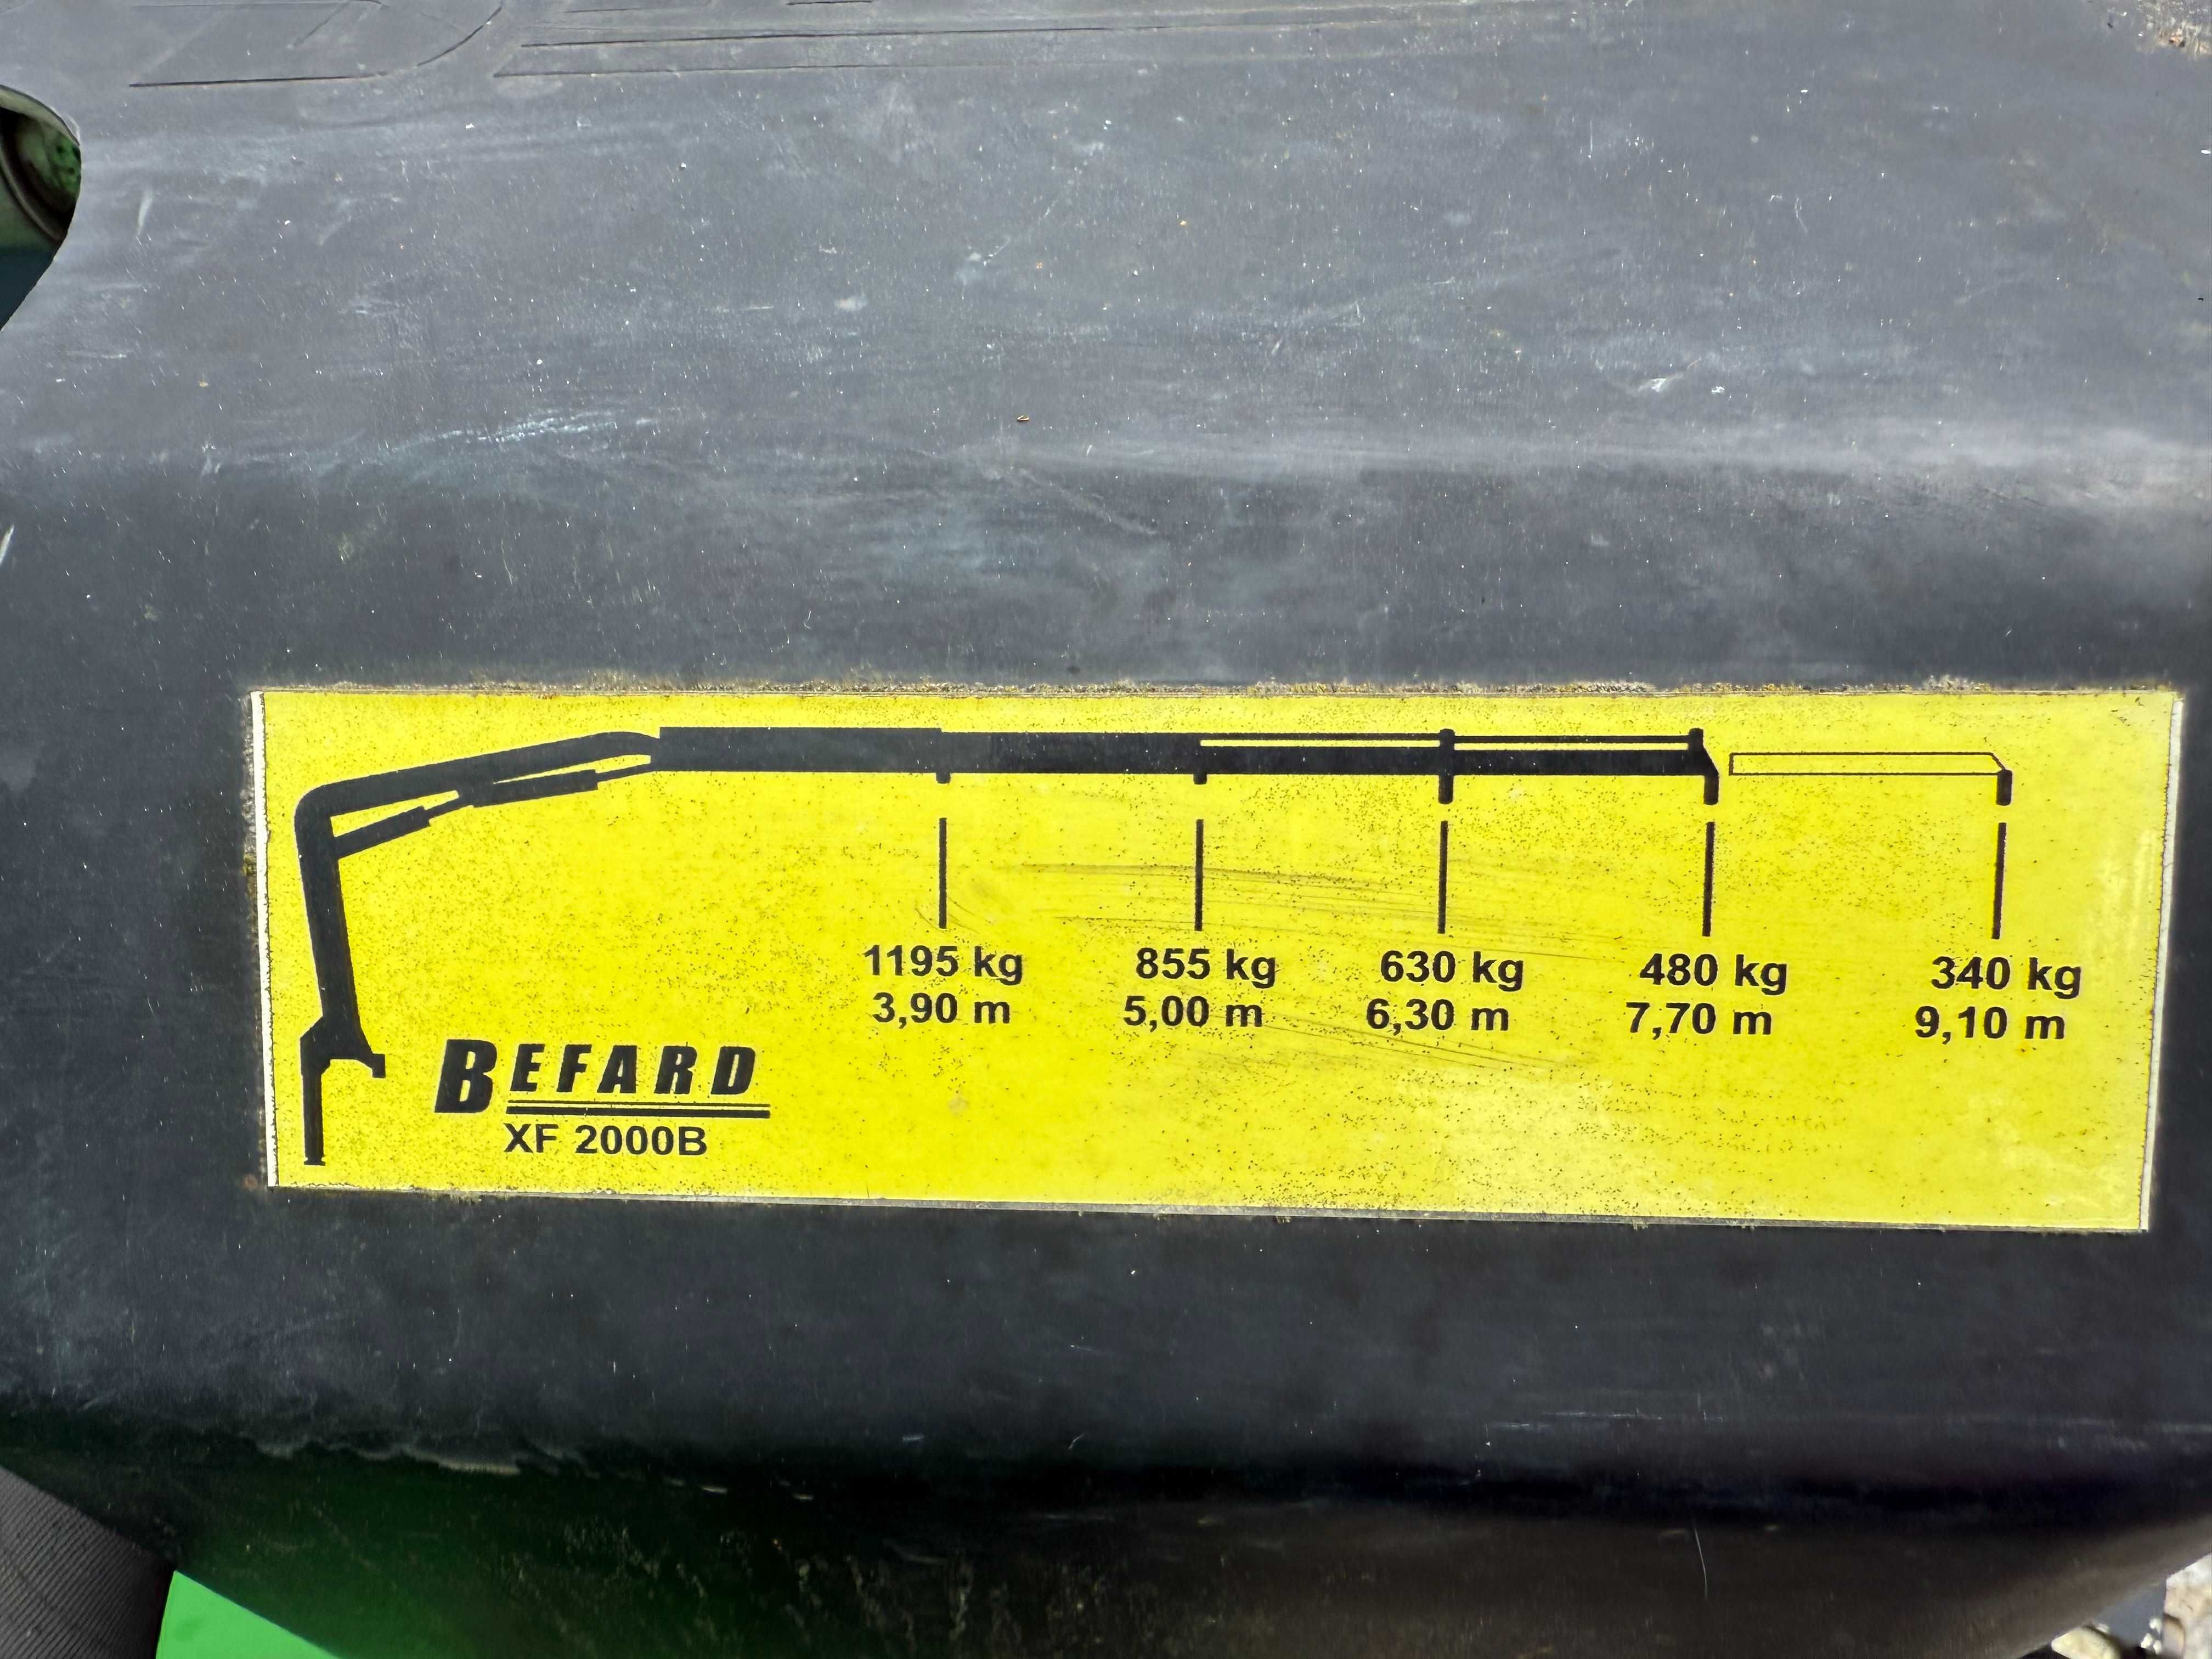 1195 kg 855 kg 630 kg 480 kg 340 kg
3,90 m 5,00 m 6,30 m 7,70 m 9,10 m
BEFARD
XF 2000B